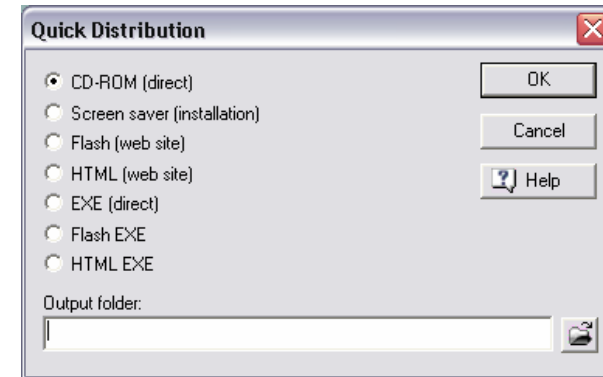 Quick Distribution
CD-ROM (direct)
Screen saver (installation)
Flash (web site)
HTML (web site)
EXE (direct)
Flash EXE
HTML EXE
OK
Cancel
Help
Output folder: